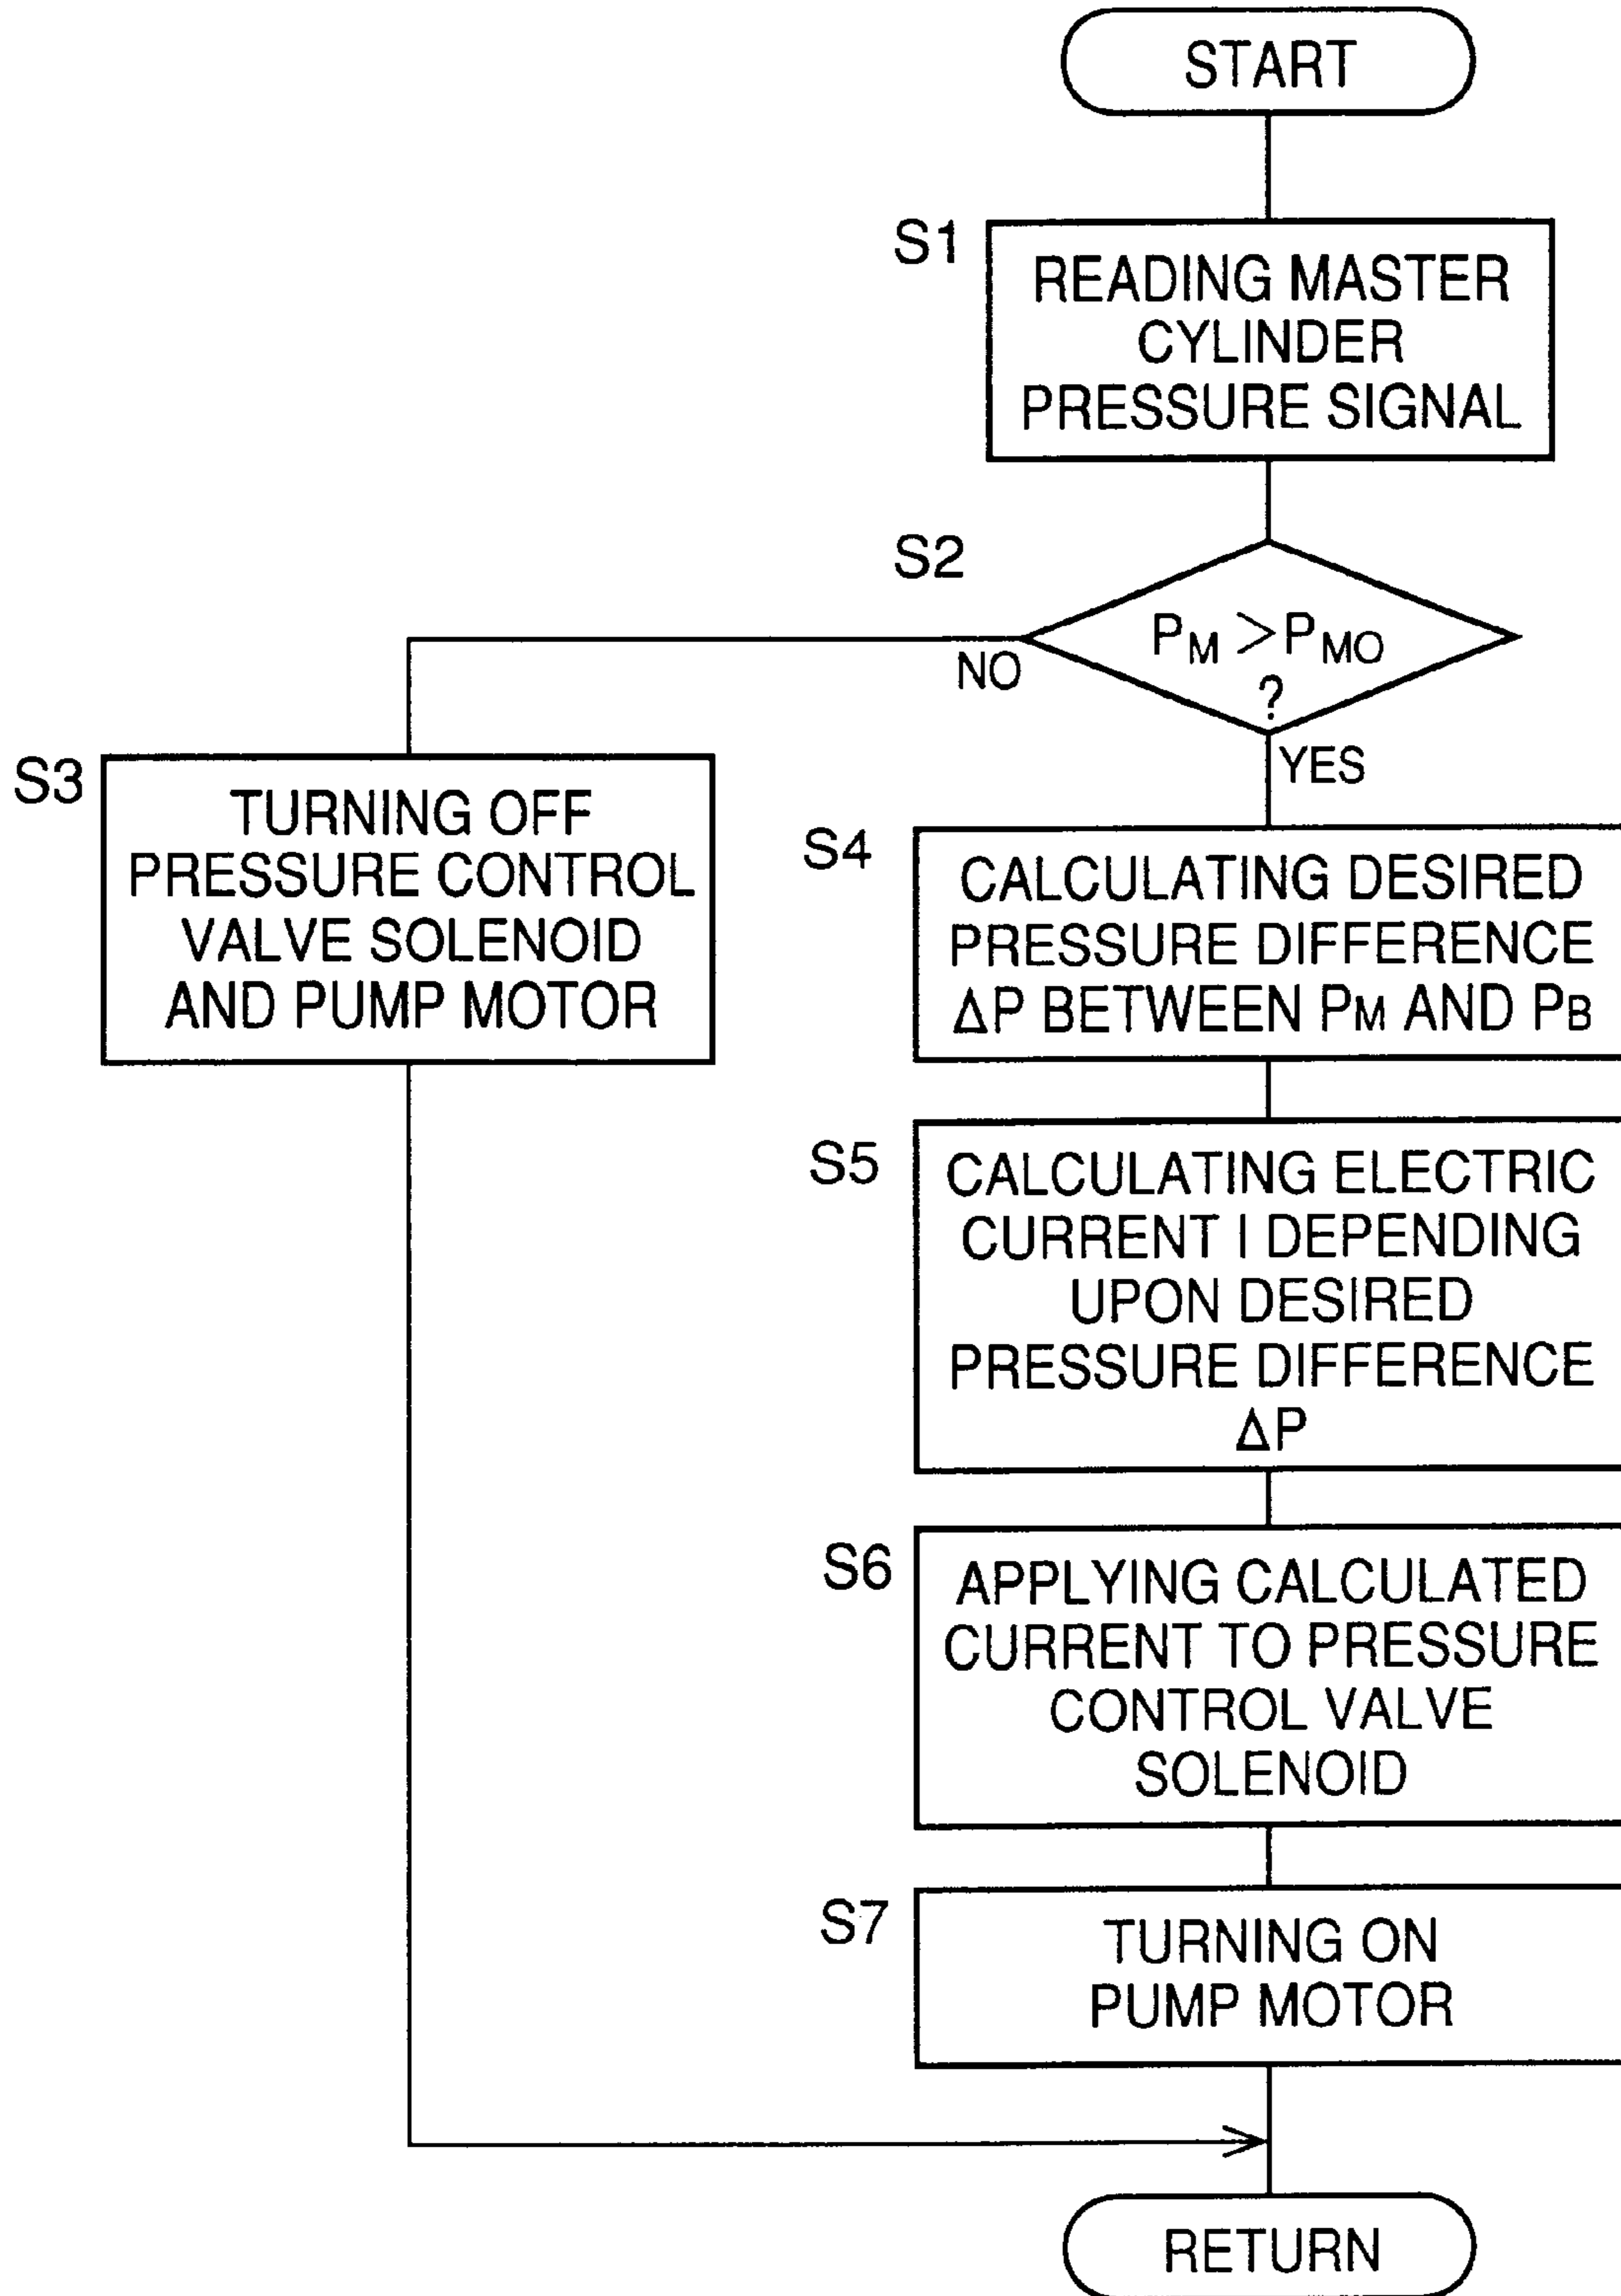 START
S1
READING MASTER
CYLINDER
PRESSURE SIGNAL
S2
PM >PMO
?
NO
YES
S3
TURNING OFF
PRESSURE CONTROL
VALVE SOLENOID
AND PUMP MOTOR
S4
CALCULATING DESIRED
PRESSURE DIFFERENCE
ΔP BETWEEN PM AND PB
S5
CALCULATING ELECTRIC
CURRENT I DEPENDING
UPON DESIRED
PRESSURE DIFFERENCE
ΔP
S6
APPLYING CALCULATED
CURRENT TO PRESSURE
CONTROL VALVE
SOLENOID
S7
TURNING ON
PUMP MOTOR
RETURN